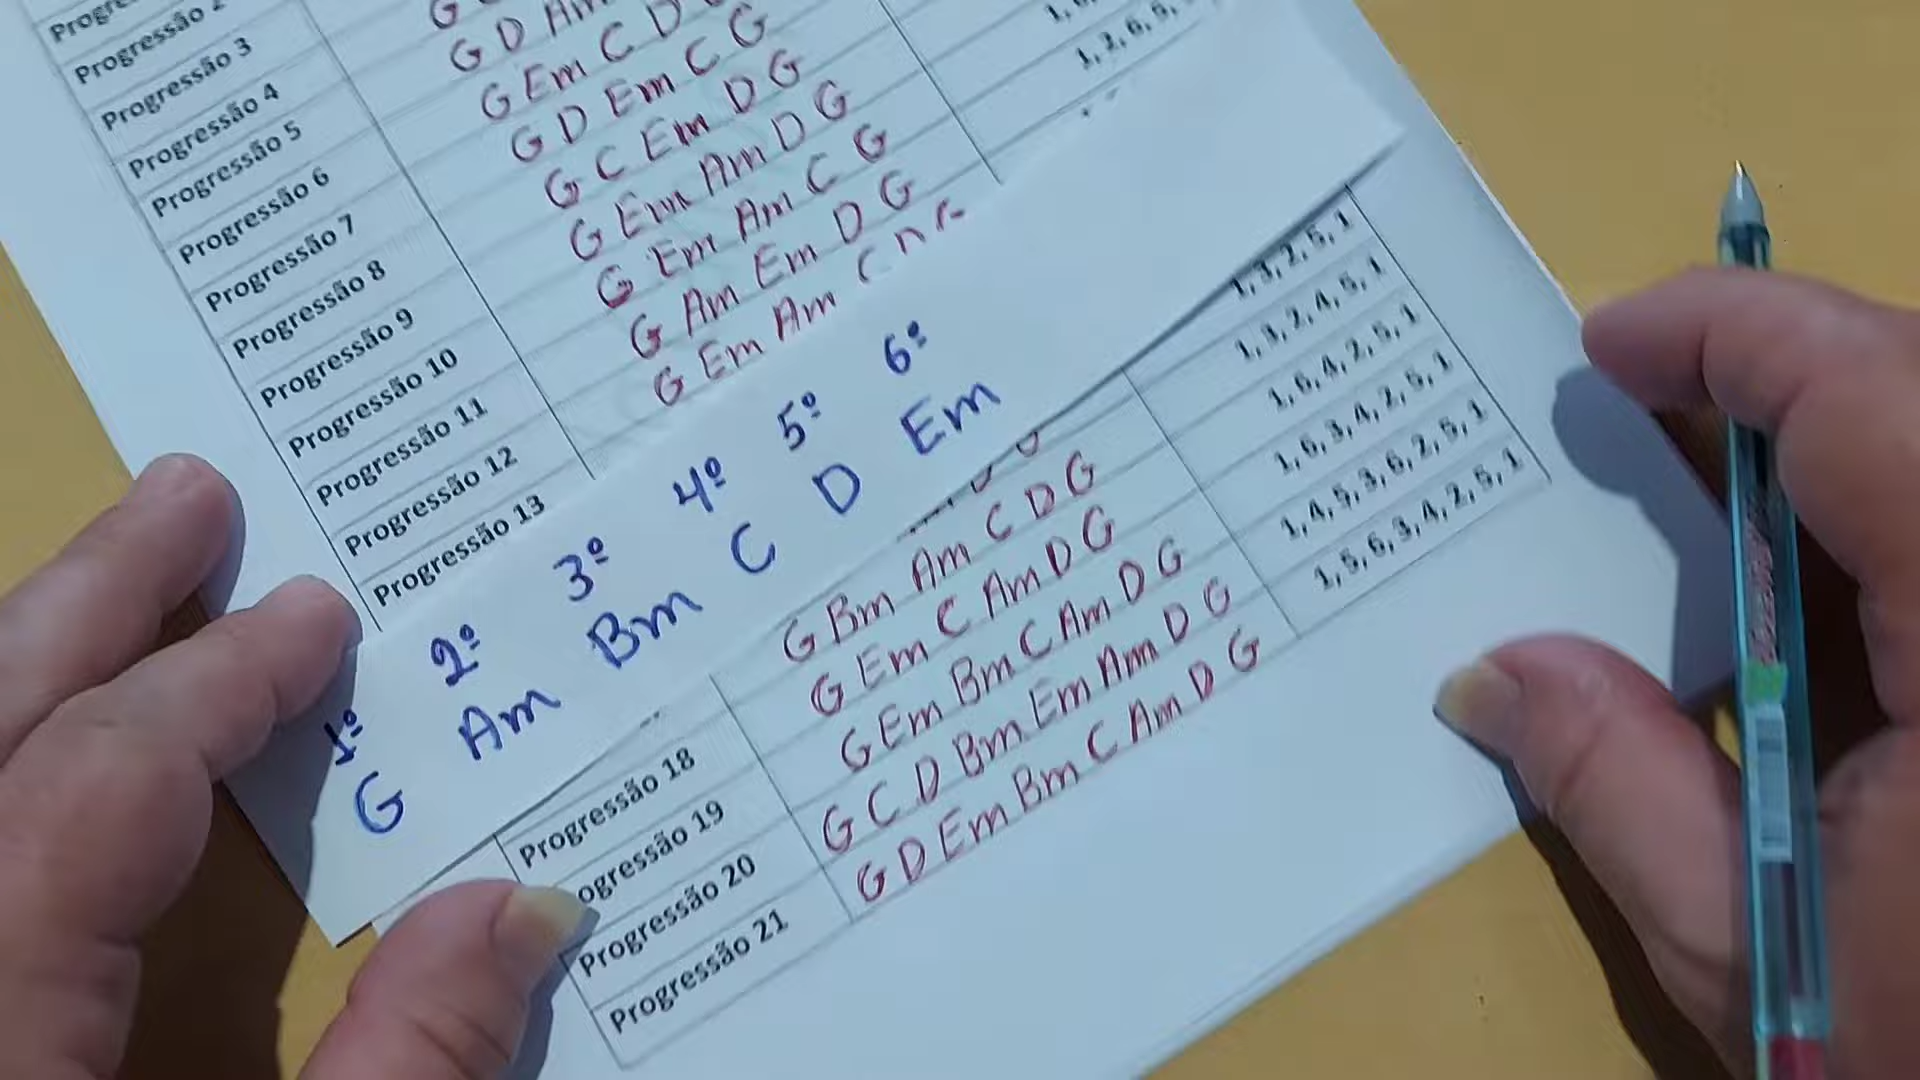 Progressão 2
Progressão 3
Progressão 4
Progressão 5
Progressão 6
Progressão 7
Progressão 8
Progressão 9
Progressão 10
Progressão 11
Progressão 12
Progressão 13
G D Am
G Em C D
G D Em C G
G C Em D G
G Em Am D G
G Em Am C G
G Am Em D G
G Em Am C
1, 2, 6, 5,
1º 2º 3º 4º 5º 6º
G Am Bm C D Em
1, 3, 2, 5, 1
G Bm Am C D G 1, 3, 2, 4, 5, 1
Progressão 18 G Em C Am D G 1, 6, 4, 2, 5, 1
ogressão 19 G Em Bm C Am D G 1, 6, 3, 4, 2, 5, 1
Progressão 20 G C D Bm Em Am D G 1, 4, 5, 3, 6, 2, 5, 1
Progressão 21 G D Em Bm C Am D G 1, 5, 6, 3, 4, 2, 5, 1